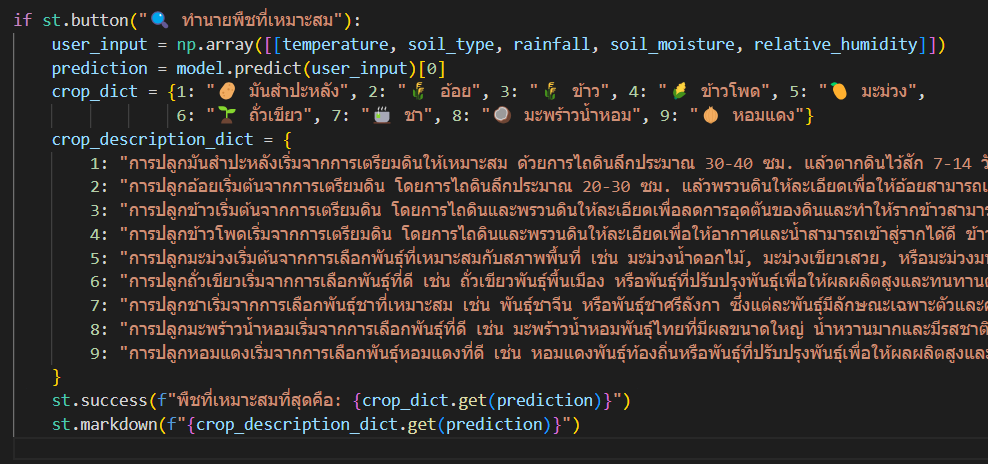 if st.button("🔍 ทำนายพืชที่เหมาะสม"):
    user_input = np.array([[temperature, soil_type, rainfall, soil_moisture, relative_humidity]])
    prediction = model.predict(user_input)[0]
    crop_dict = {1: "🥔 มันสำปะหลัง", 2: "🌾 อ้อย", 3: "🌾 ข้าว", 4: "🌽 ข้าวโพด", 5: "🥭 มะม่วง",
                 6: "🌱 ถั่วเขียว", 7: "🍵 ชา", 8: "🥥 มะพร้าวน้ำหอม", 9: "🧅 หอมแดง"}
    crop_description_dict = {
        1: "การปลูกมันสำปะหลังเริ่มจากการเตรียมดินให้เหมาะสม ด้วยการไถดินลึกประมาณ 30-40 ซม. แล้วตากดินไว้สัก 7-14 วั
        2: "การปลูกอ้อยเริ่มต้นจากการเตรียมดิน โดยการไถดินลึกประมาณ 20-30 ซม. แล้วพรวนดินให้ละเอียดเพื่อให้อ้อยสามารถเ
        3: "การปลูกข้าวเริ่มต้นจากการเตรียมดิน โดยการไถดินและพรวนดินให้ละเอียดเพื่อลดการอุดตันของดินและทำให้รากข้าวสามาร
        4: "การปลูกข้าวโพดเริ่มจากการเตรียมดิน โดยการไถดินและพรวนดินให้ละเอียดเพื่อให้อากาศและน้ำสามารถเข้าสู่รากได้ดี ข้าว
        5: "การปลูกมะม่วงเริ่มต้นจากการเลือกพันธุ์ที่เหมาะสมกับสภาพพื้นที่ เช่น มะม่วงน้ำดอกไม้, มะม่วงเขียวเสวย, หรือมะม่วงมห
        6: "การปลูกถั่วเขียวเริ่มจากการเลือกพันธุ์ที่ดี เช่น ถั่วเขียวพันธุ์พื้นเมือง หรือพันธุ์ที่ปรับปรุงพันธุ์เพื่อให้ผลผลิตสูงและทนทานต
        7: "การปลูกชาเริ่มจากการเลือกพันธุ์ชาที่เหมาะสม เช่น พันธุ์ชาจีน หรือพันธุ์ชาศรีลังกา ซึ่งแต่ละพันธุ์มีลักษณะเฉพาะตัวและค
        8: "การปลูกมะพร้าวน้ำหอมเริ่มจากการเลือกพันธุ์ที่ดี เช่น มะพร้าวน้ำหอมพันธุ์ไทยที่มีผลขนาดใหญ่ น้ำหวานมากและมีรสชาติ
        9: "การปลูกหอมแดงเริ่มจากการเลือกพันธุ์หอมแดงที่ดี เช่น หอมแดงพันธุ์ท้องถิ่นหรือพันธุ์ที่ปรับปรุงพันธุ์เพื่อให้ผลผลิตสูงและ
    }
    st.success(f"พืชที่เหมาะสมที่สุดคือ: {crop_dict.get(prediction)}")
    st.markdown(f"{crop_description_dict.get(prediction)}")